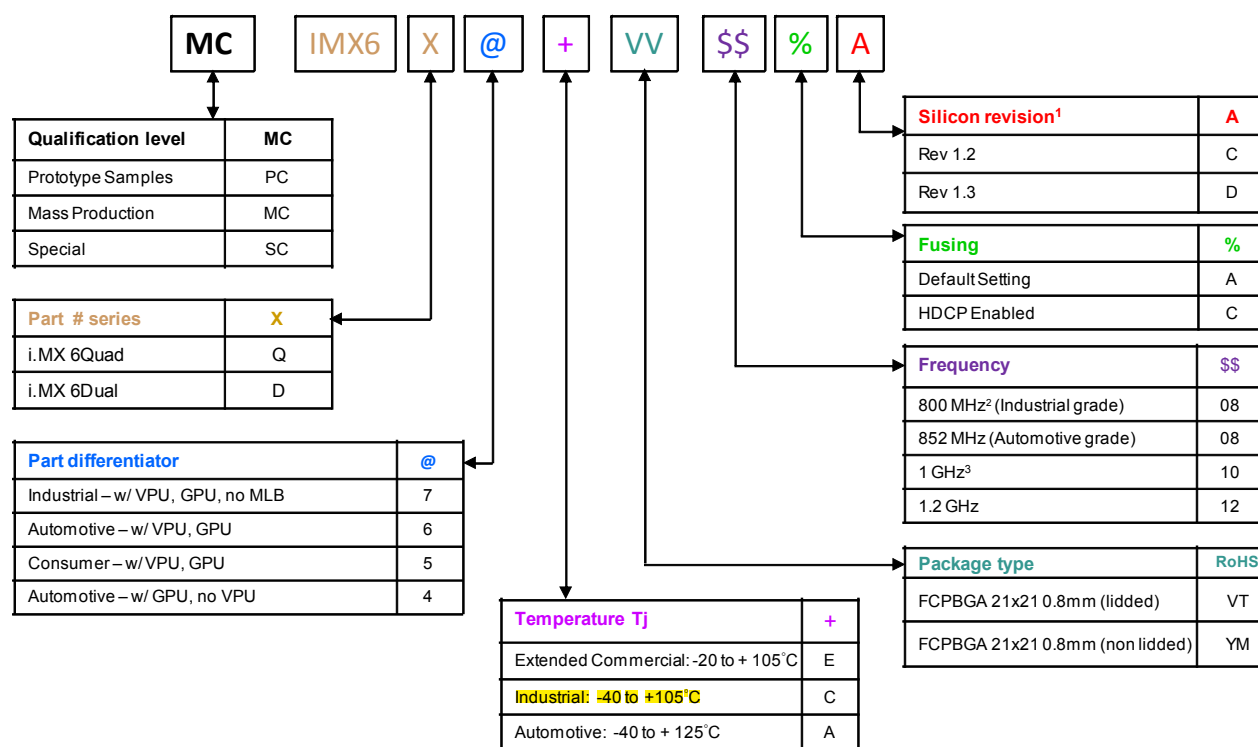 MC IMX6 X @ + VV $$ % A
Qualification level MC
Prototype Samples PC
Mass Production MC
Special SC
Part # series X
i.MX 6Quad Q
i.MX 6Dual D
Part differentiator @
Industrial – w/ VPU, GPU, no MLB 7
Automotive – w/ VPU, GPU 6
Consumer – w/ VPU, GPU 5
Automotive – w/ GPU, no VPU 4
Temperature Tj +
Extended Commercial: -20 to + 105°C E
Industrial: -40 to +105°C C
Automotive: -40 to + 125°C A
Silicon revision¹ A
Rev 1.2 C
Rev 1.3 D
Fusing %
Default Setting A
HDCP Enabled C
Frequency $$
800 MHz² (Industrial grade) 08
852 MHz (Automotive grade) 08
1 GHz³ 10
1.2 GHz 12
Package type RoHS
FCPBGA 21x21 0.8mm (lidded) VT
FCPBGA 21x21 0.8mm (non lidded) YM